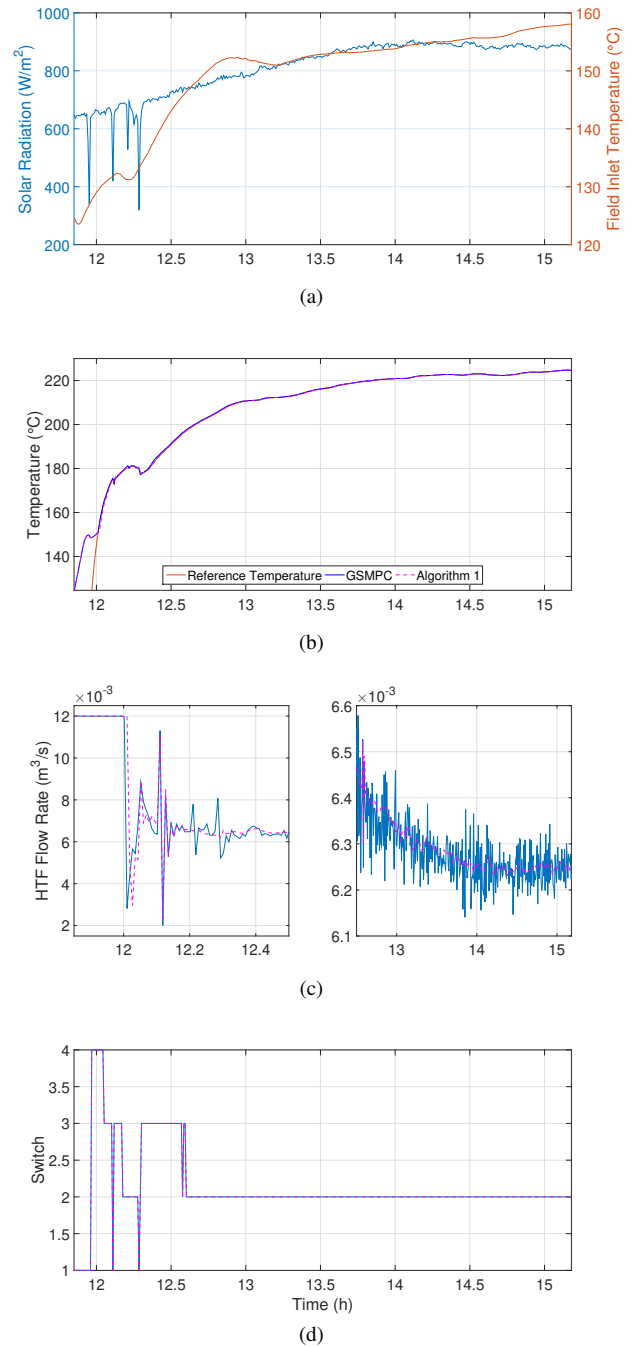 1000
800
600
400
200
Solar Radiation (W/m²)
160
150
140
130
120
Field Inlet Temperature (°C)
12 12.5 13 13.5 14 14.5 15
(a)
220
200
180
160
140
Temperature (°C)
Reference Temperature GSMPC Algorithm 1
12 12.5 13 13.5 14 14.5 15
(b)
×10⁻³
12
10
8
6
4
2
HTF Flow Rate (m³/s)
12 12.2 12.4
×10⁻³
6.6
6.5
6.4
6.3
6.2
6.1
13 14 15
(c)
4
3.5
3
2.5
2
1.5
1
Switch
12 12.5 13 13.5 14 14.5 15
Time (h)
(d)